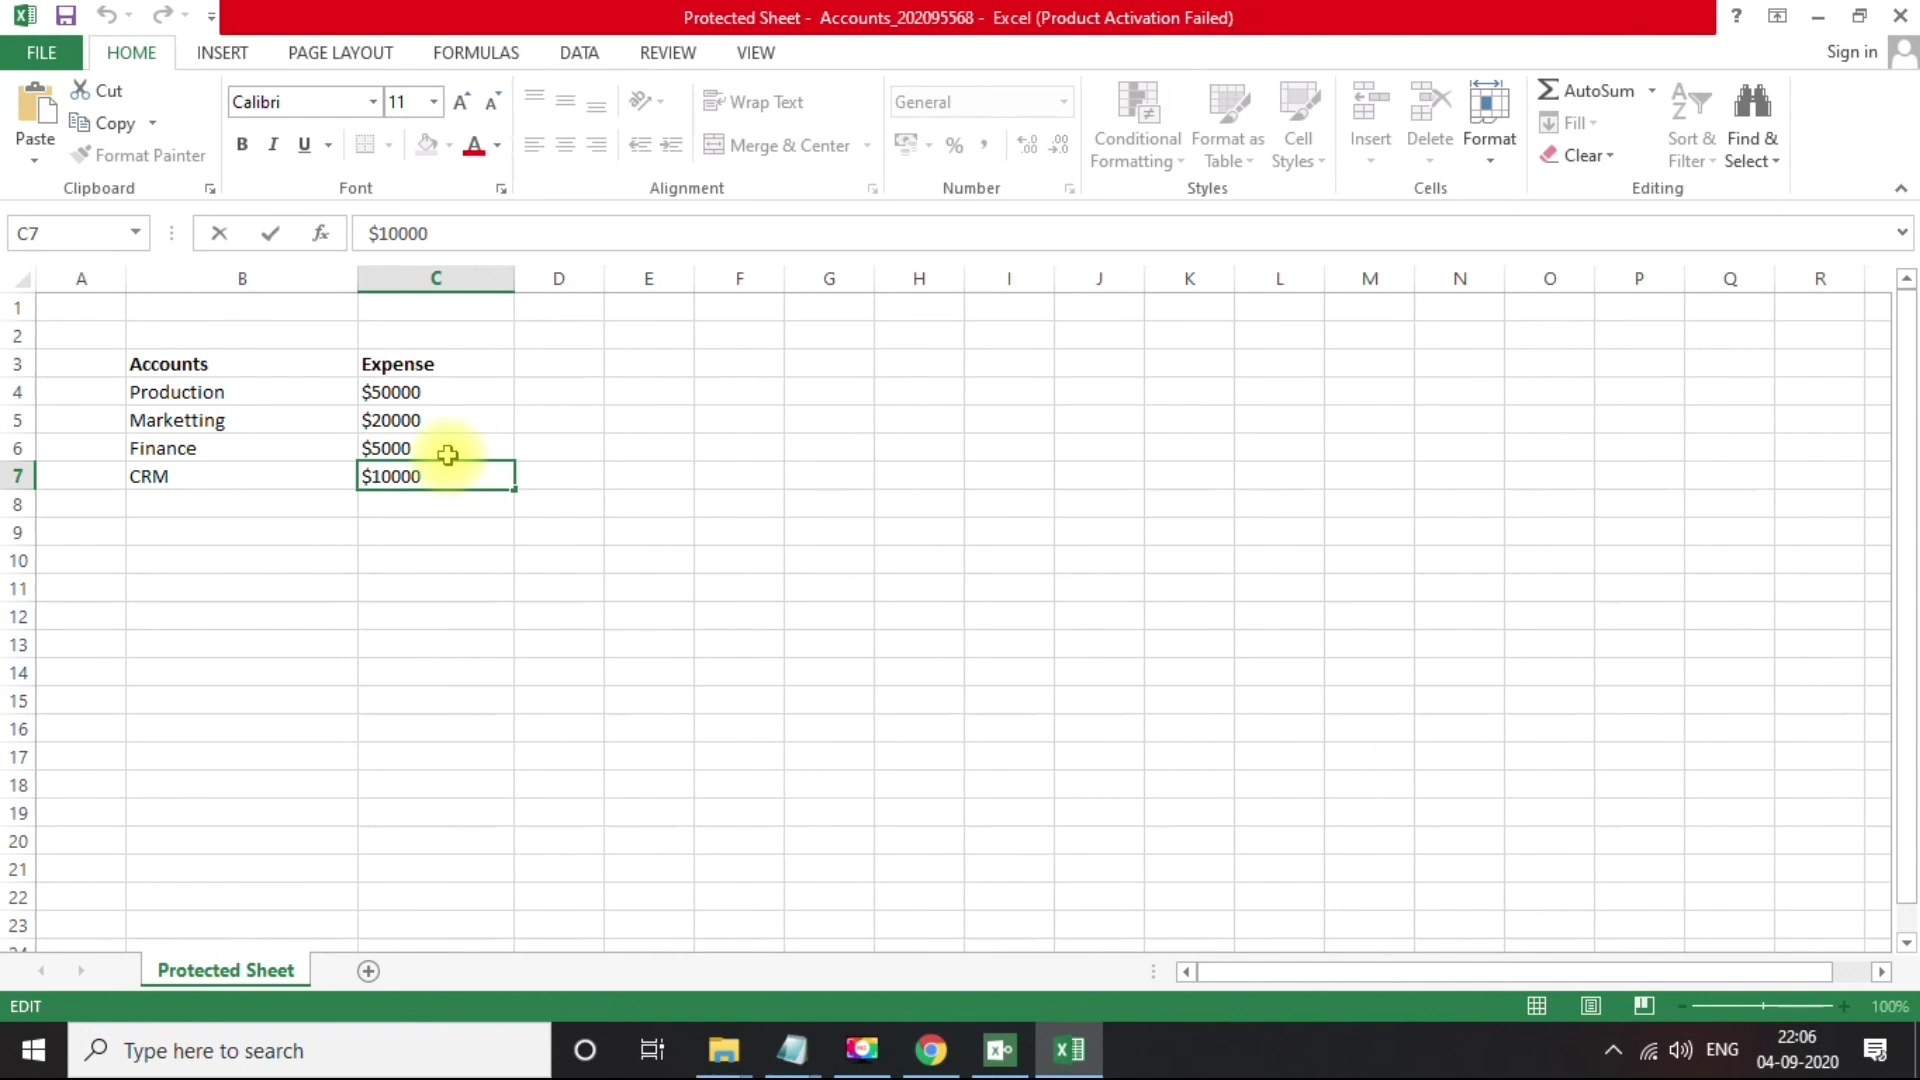 Protected Sheet - Accounts_202095568 - Excel (Product Activation Failed)
?
FILE HOME INSERT PAGE LAYOUT FORMULAS DATA REVIEW VIEW Sign in
Paste
Cut
Copy
Format Painter
Clipboard
Calibri 11
B I U A
Font
Wrap Text
Merge & Center
Alignment
General
%
Number
Conditional Formatting
Format as Table
Cell Styles
Styles
Insert Delete Format
Cells
AutoSum
Fill
Clear
Sort & Filter
Find & Select
Editing
C7 fx $10000
A B C D E F G H I J K L M N O P Q R
1
2
3 Accounts Expense
4 Production $50000
5 Marketting $20000
6 Finance $5000
7 CRM $10000
8
9
10
11
12
13
14
15
16
17
18
19
20
21
22
23
24
Protected Sheet
EDIT 100%
Type here to search
ENG
22:06
04-09-2020